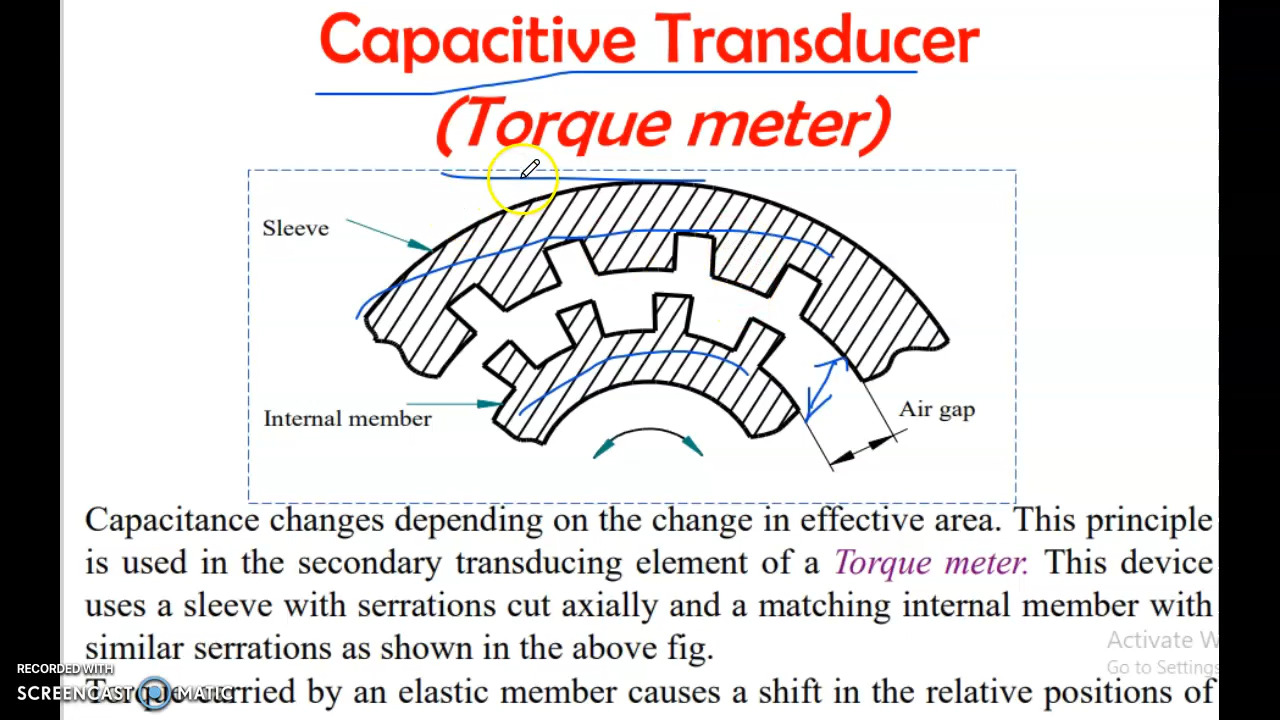 Capacitive Transducer
(Torque meter)
Sleeve
Internal member
Air gap
Capacitance changes depending on the change in effective area. This principle
is used in the secondary transducing element of a Torque meter. This device
uses a sleeve with serrations cut axially and a matching internal member with
similar serrations as shown in the above fig.
Activate W
Go to Settings
RECORDED WITH
SCREENCAST MATIC
Torque carried by an elastic member causes a shift in the relative positions of